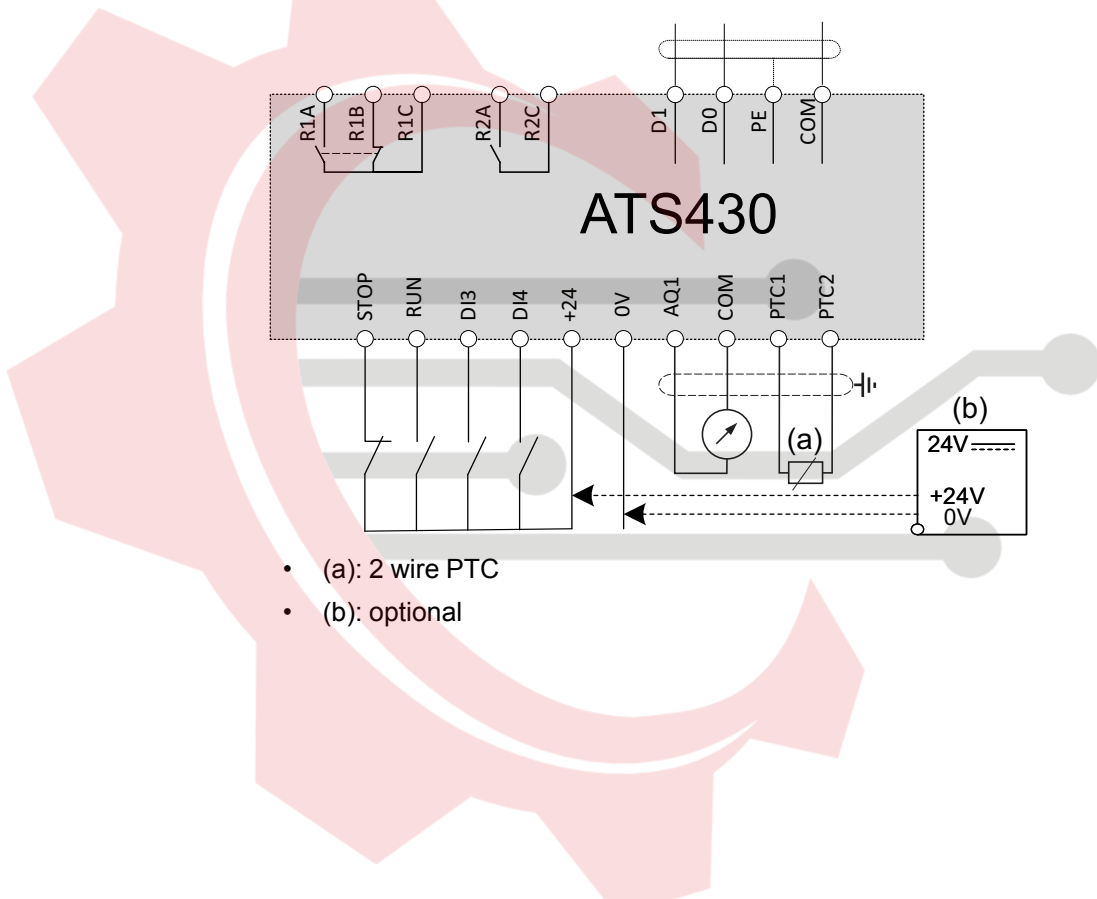 R1A R1B R1C R2A R2C D1 D0 PE COM
ATS430
STOP RUN DI3 DI4 +24 0V AQ1 COM PTC1 PTC2
(a)
(b)
24V
+24V
0V
• (a): 2 wire PTC
• (b): optional